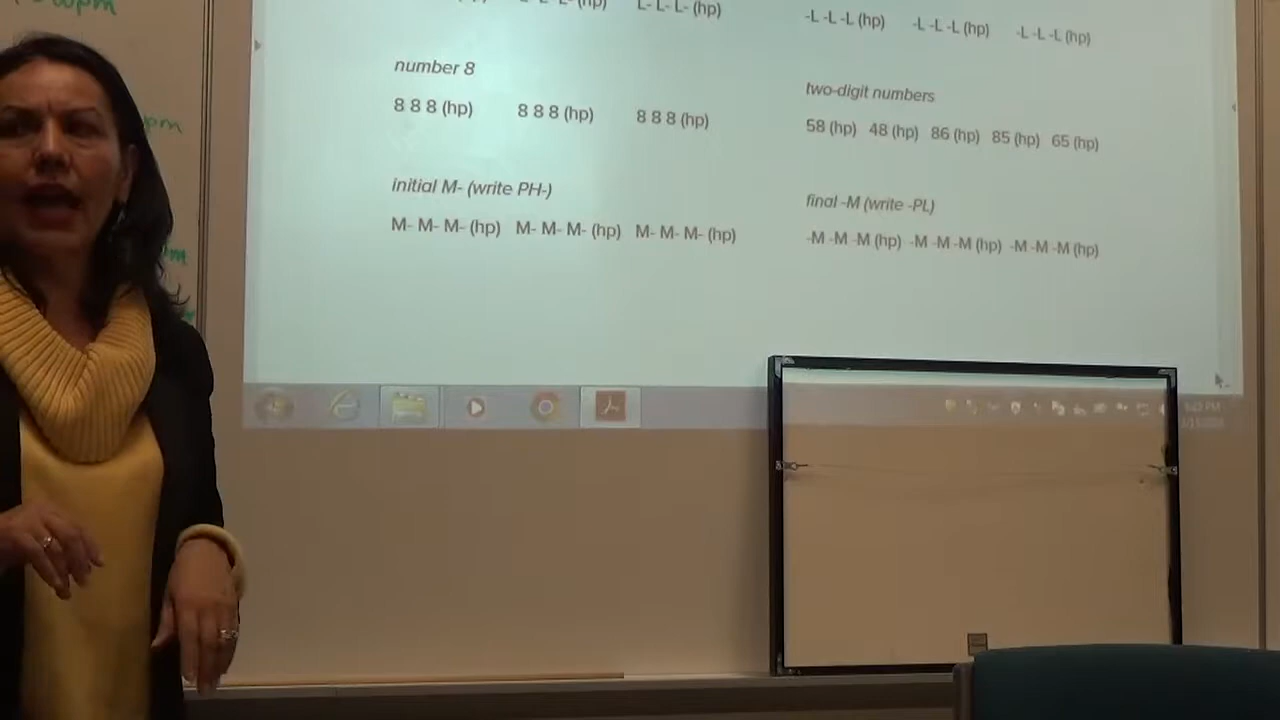 pm
L- L- L- (hp)
number 8
8 8 8 (hp) 8 8 8 (hp) 8 8 8 (hp)
initial M- (write PH-)
M- M- M- (hp) M- M- M- (hp) M- M- M- (hp)
-L -L -L (hp) -L -L -L (hp) -L -L -L (hp)
two-digit numbers
58 (hp) 48 (hp) 86 (hp) 85 (hp) 65 (hp)
final -M (write -PL)
-M -M -M (hp) -M -M -M (hp) -M -M -M (hp)